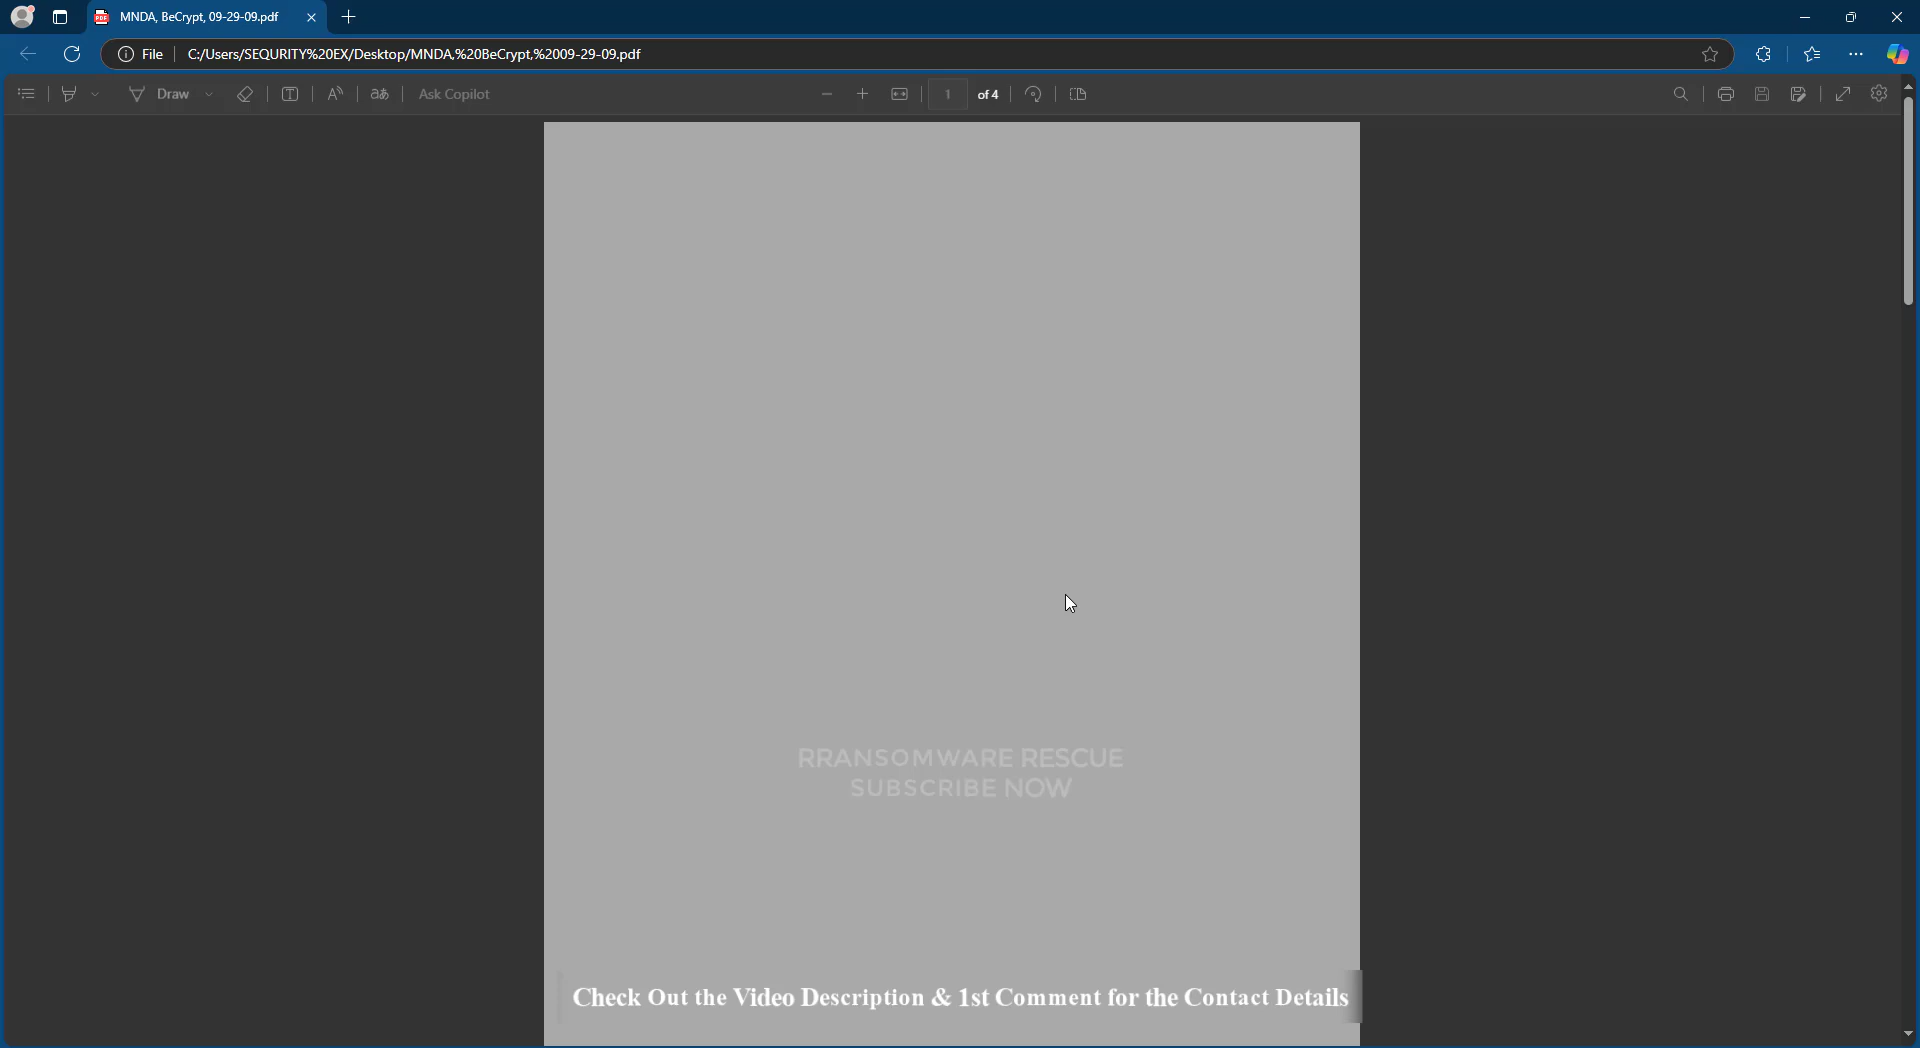 MNDA, BeCrypt, 09-29-09.pdf
File
C:/Users/SEQURITY%20EX/Desktop/MNDA,%20BeCrypt,%2009-29-09.pdf
Draw
aあ
Ask Copilot
1 of 4
RRANSOMWARE RESCUE
SUBSCRIBE NOW
Check Out the Video Description & 1st Comment for the Contact Details